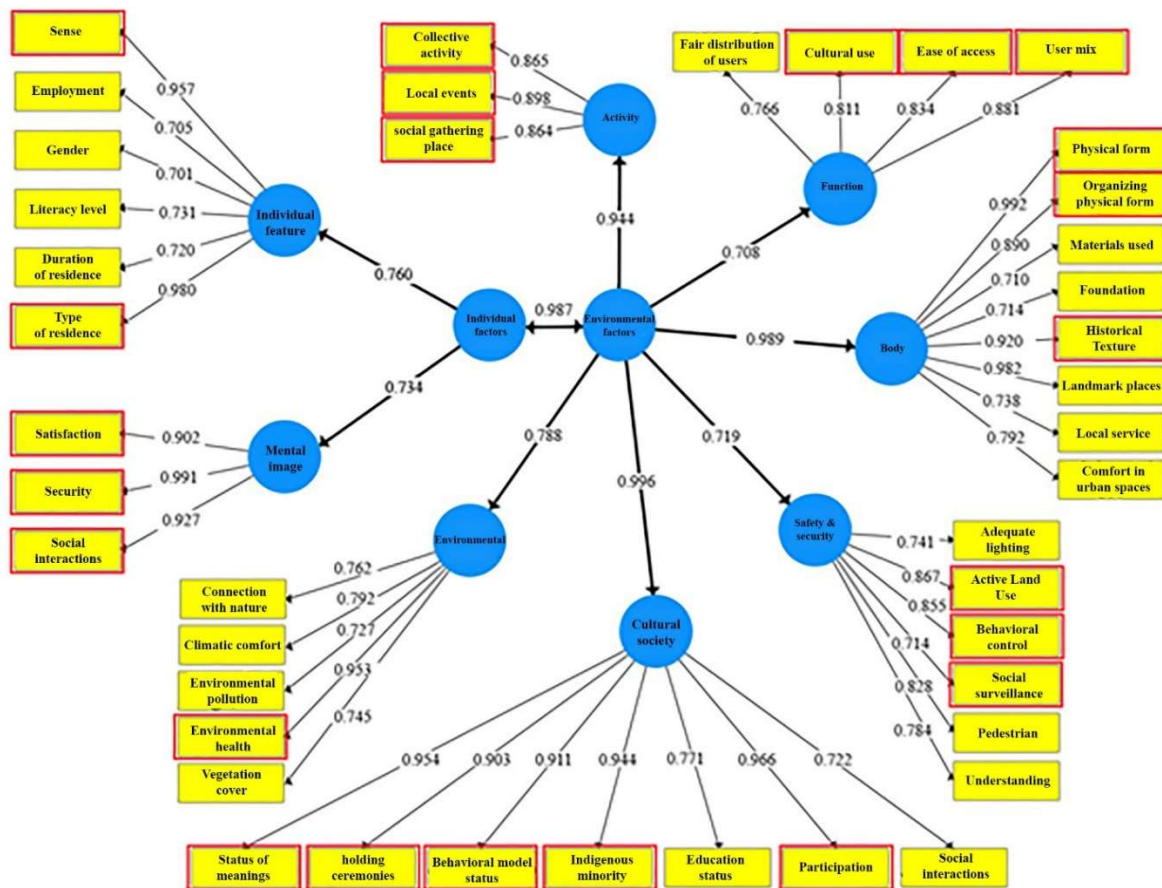 Sense
Employment
Gender
Literacy level
Duration
of residence
Type
of residence
0.957
0.705
0.701
0.731
0.720
0.980
Individual
feature
Collective
activity
Local events
social gathering
place
0.865
0.898
0.864
Activity
Fair distribution
of users
Cultural use
Ease of access
User mix
0.766
0.811
0.834
0.881
Function
Physical form
Organizing
physical form
Materials used
Foundation
Historical
Texture
Landmark places
Local service
Comfort in
urban spaces
0.992
0.890
0.710
0.714
0.920
0.982
0.738
0.792
Body
0.944
0.708
0.760
Individual
factors
0.987
Environmental
factors
0.989
0.734
0.788
0.996
0.719
Satisfaction
Security
Social
interactions
0.902
0.991
0.927
Mental
image
Environmental
Connection
with nature
Climatic comfort
Environmental
pollution
Environmental
health
Vegetation
cover
0.762
0.792
0.727
0.953
0.745
Safety &
security
Adequate
lighting
Active Land
Use
Behavioral
control
Social
surveillance
Pedestrian
Understanding
0.741
0.867
0.855
0.714
0.828
0.784
Cultural
society
0.954
0.903
0.911
0.944
0.771
0.966
0.722
Status of
meanings
holding
ceremonies
Behavioral model
status
Indigenous
minority
Education
status
Participation
Social
interactions